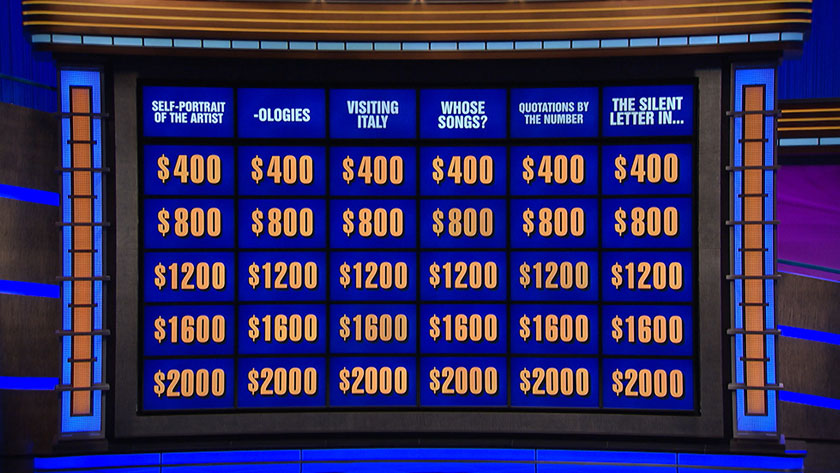 SELF-PORTRAIT
OF THE ARTIST
-OLOGIES
VISITING
ITALY
WHOSE
SONGS?
QUOTATIONS BY
THE NUMBER
THE SILENT
LETTER IN...
$400 $400 $400 $400 $400 $400
$800 $800 $800 $800 $800 $800
$1200 $1200 $1200 $1200 $1200 $1200
$1600 $1600 $1600 $1600 $1600 $1600
$2000 $2000 $2000 $2000 $2000 $2000